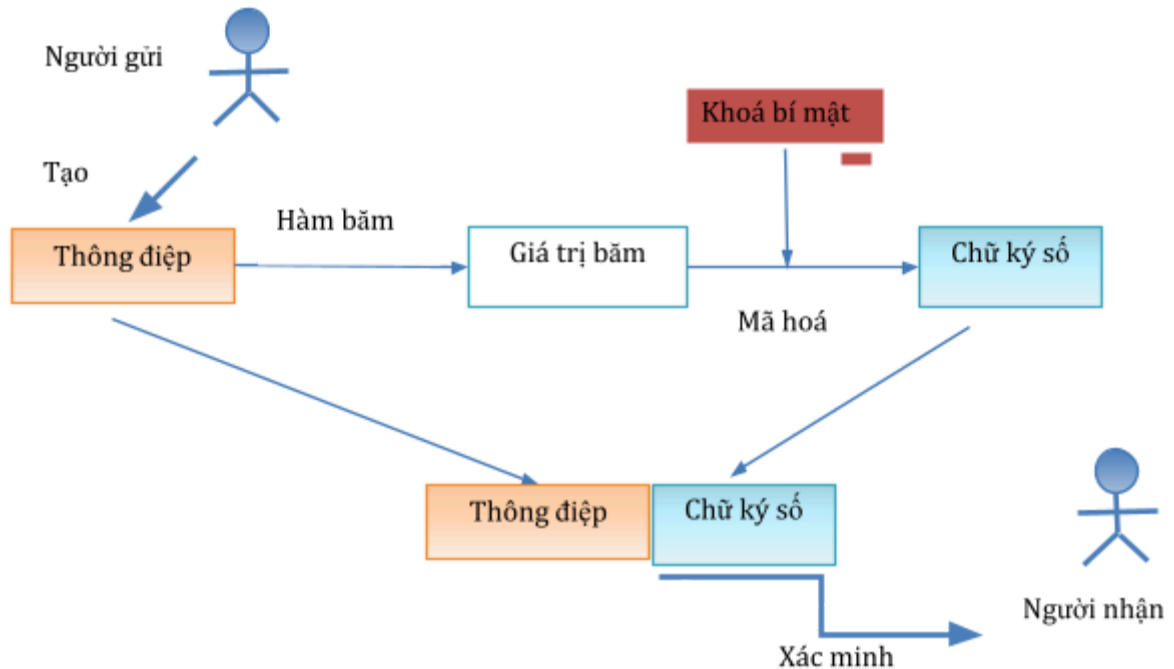 Người gửi
Khoá bí mật
Tạo
Hàm băm
Thông điệp
Giá trị băm
Chữ ký số
Mã hoá
Thông điệp
Chữ ký số
Người nhận
Xác minh